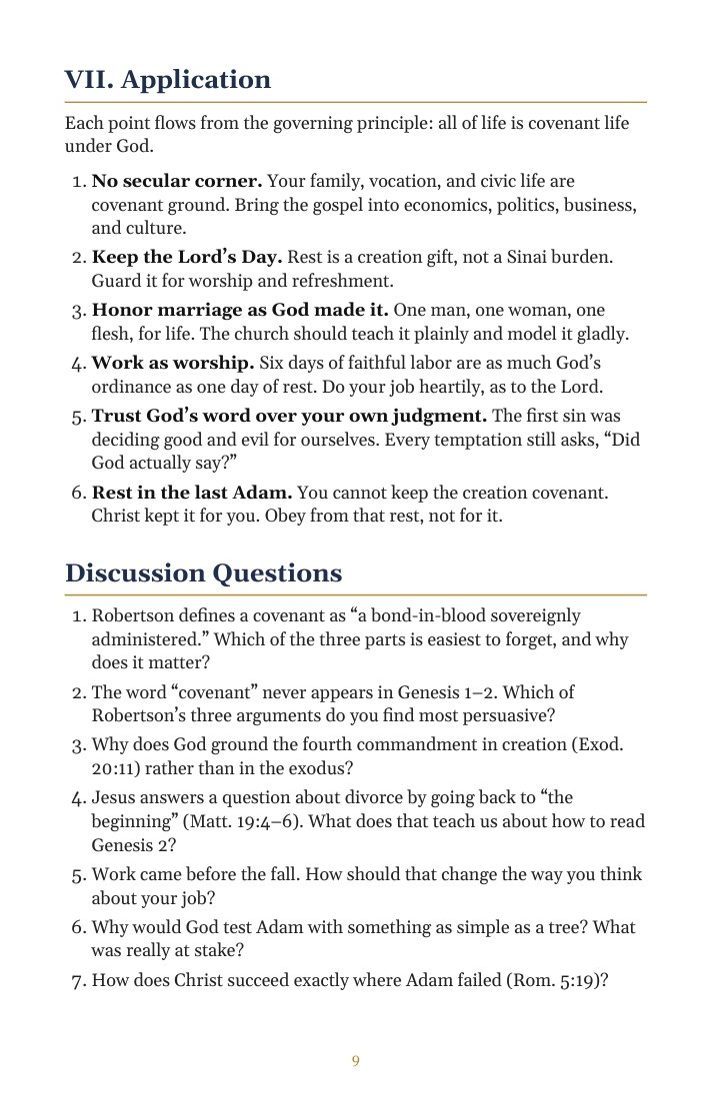 VII. Application
Each point flows from the governing principle: all of life is covenant life
under God.
1. No secular corner. Your family, vocation, and civic life are
covenant ground. Bring the gospel into economics, politics, business,
and culture.
2. Keep the Lord’s Day. Rest is a creation gift, not a Sinai burden.
Guard it for worship and refreshment.
3. Honor marriage as God made it. One man, one woman, one
flesh, for life. The church should teach it plainly and model it gladly.
4. Work as worship. Six days of faithful labor are as much God’s
ordinance as one day of rest. Do your job heartily, as to the Lord.
5. Trust God’s word over your own judgment. The first sin was
deciding good and evil for ourselves. Every temptation still asks, “Did
God actually say?”
6. Rest in the last Adam. You cannot keep the creation covenant.
Christ kept it for you. Obey from that rest, not for it.
Discussion Questions
1. Robertson defines a covenant as “a bond-in-blood sovereignly
administered.” Which of the three parts is easiest to forget, and why
does it matter?
2. The word “covenant” never appears in Genesis 1–2. Which of
Robertson’s three arguments do you find most persuasive?
3. Why does God ground the fourth commandment in creation (Exod.
20:11) rather than in the exodus?
4. Jesus answers a question about divorce by going back to “the
beginning” (Matt. 19:4–6). What does that teach us about how to read
Genesis 2?
5. Work came before the fall. How should that change the way you think
about your job?
6. Why would God test Adam with something as simple as a tree? What
was really at stake?
7. How does Christ succeed exactly where Adam failed (Rom. 5:19)?
9